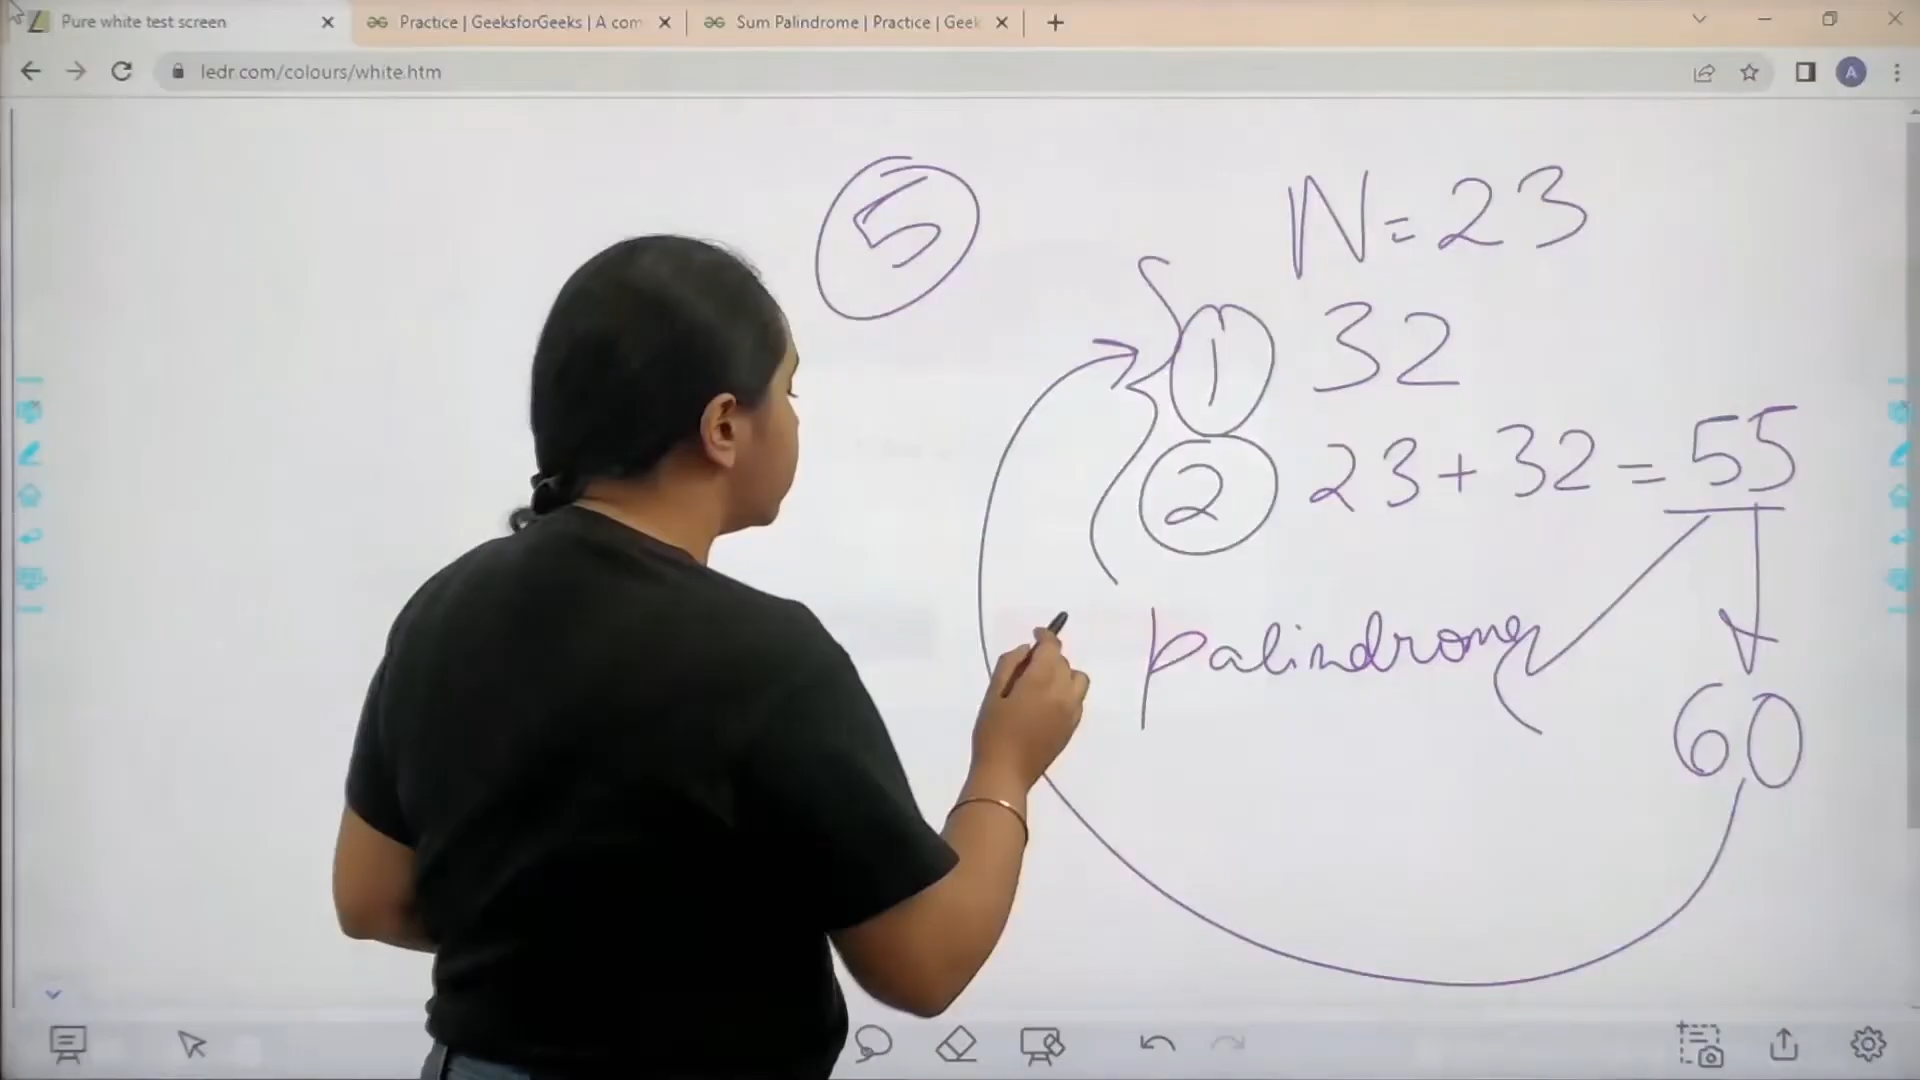 Pure white test screen
Practice | GeeksforGeeks | A com
Sum Palindrome | Practice | Geek
ledr.com/colours/white.htm
A
5
N=23
1 32
2 23+32=55
palindrome
60